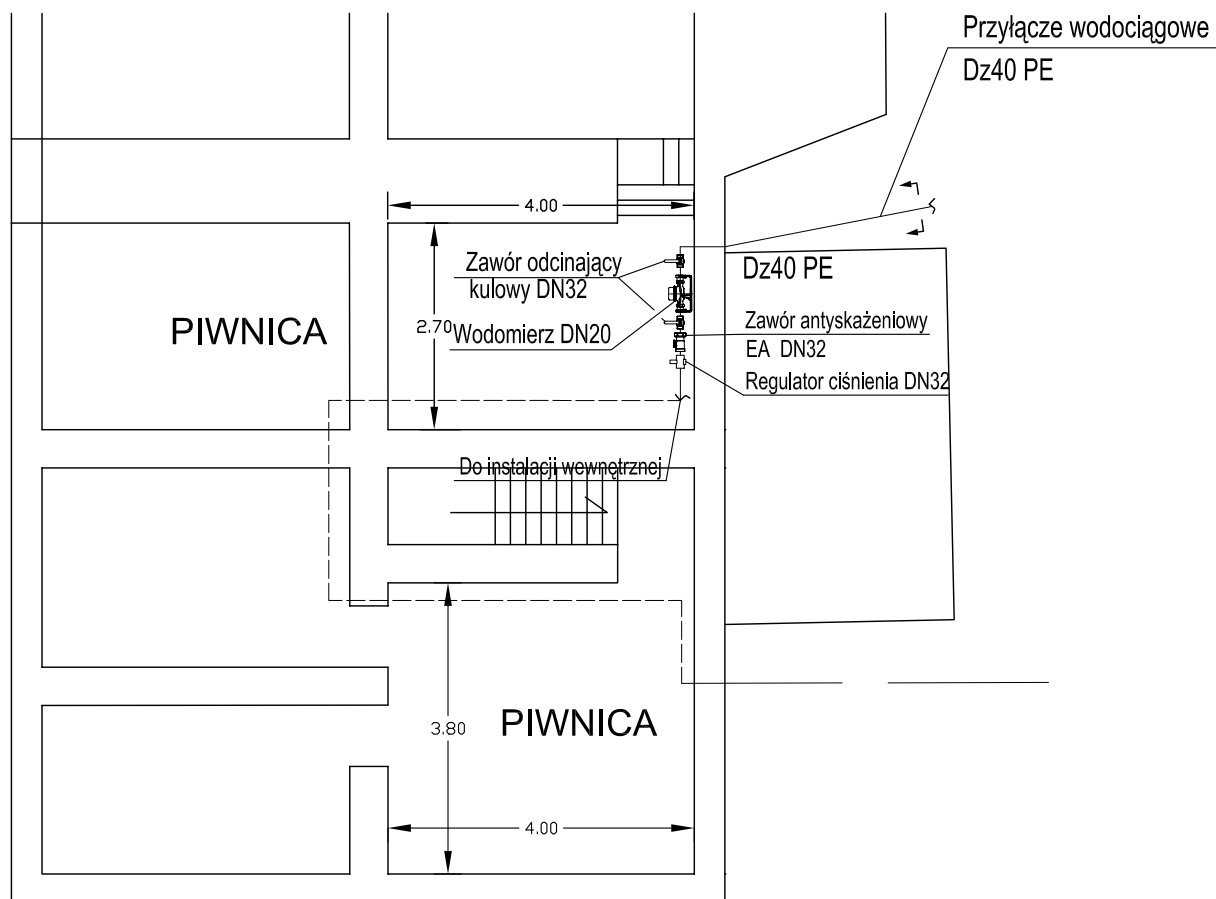 Przyłącze wodociągowe
Dz40 PE
4.00
Zawór odcinający
kulowy DN32
Dz40 PE
PIWNICA
2.70
Wodomierz DN20
Zawór antyskażeniowy
EA DN32
Regulator ciśnienia DN32
Do instalacji wewnętrznej
3.80
PIWNICA
4.00